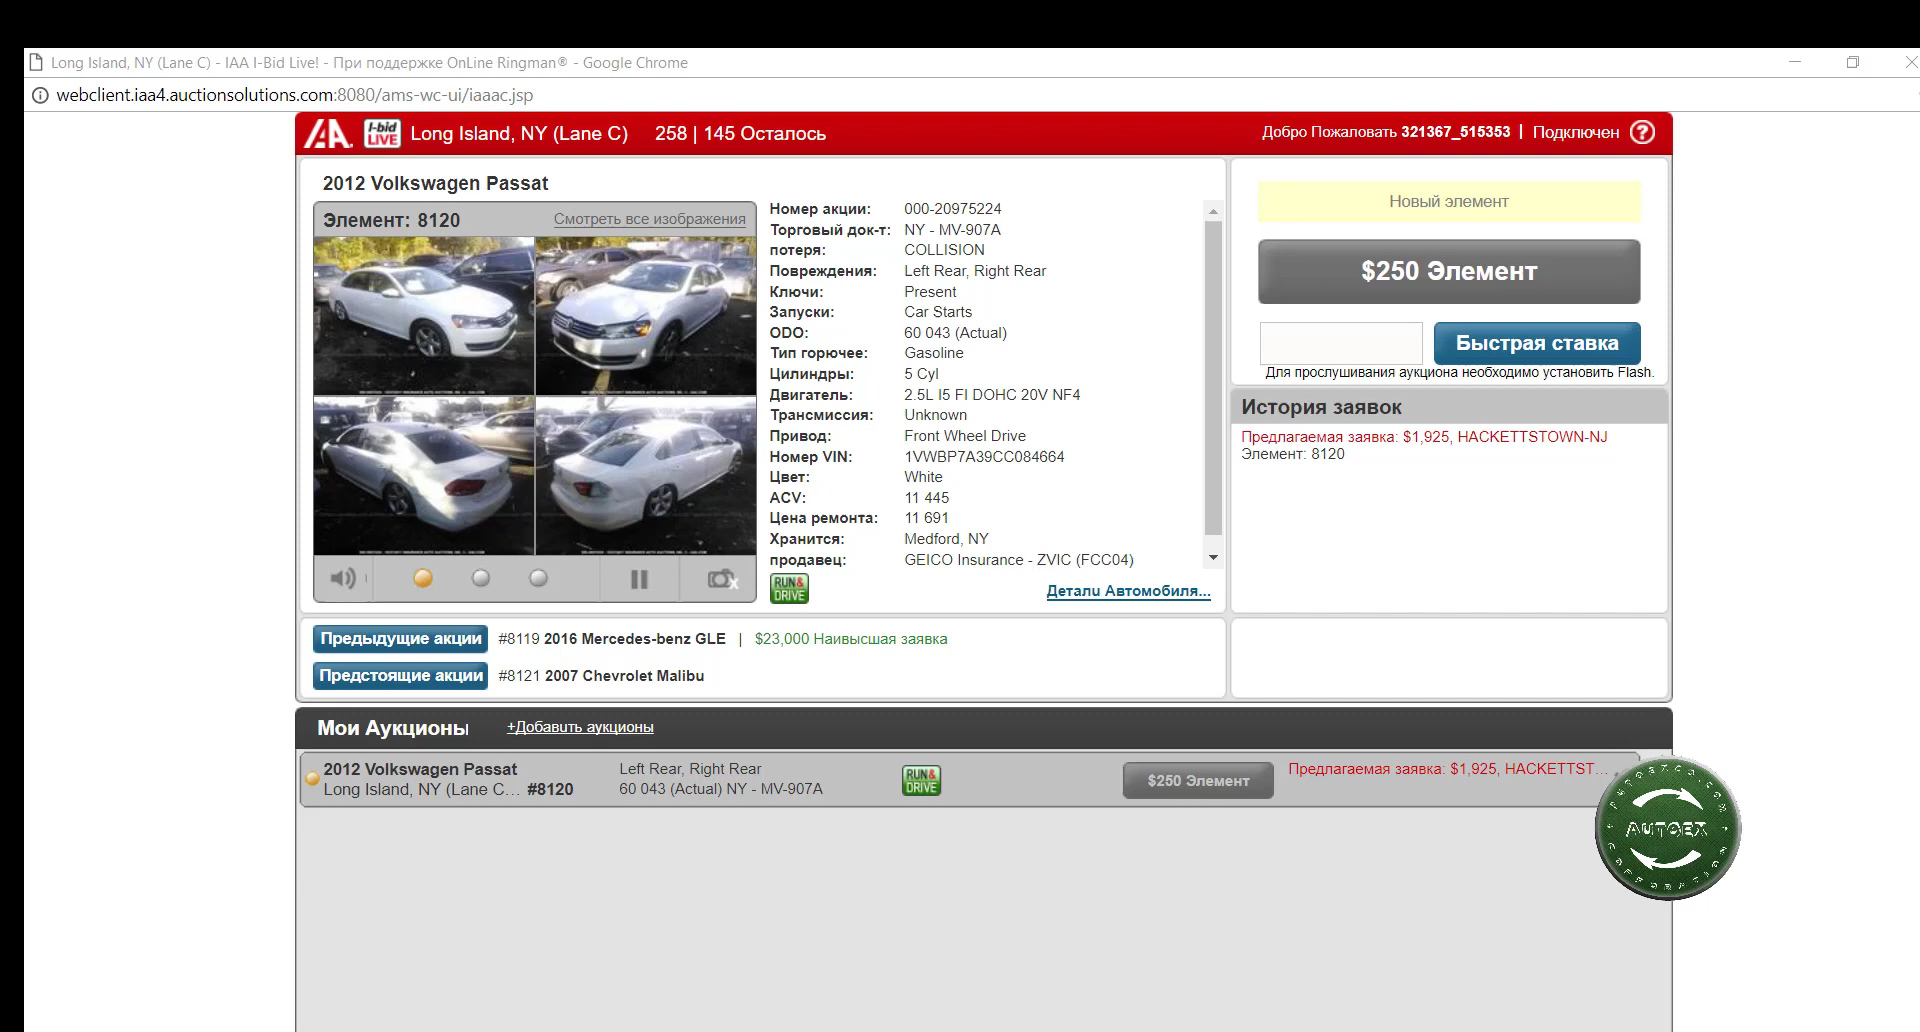 Long Island, NY (Lane C) - IAA I-Bid Live! - При поддержке OnLine Ringman® - Google Chrome
webclient.iaa4.auctionsolutions.com:8080/ams-wc-ui/iaaac.jsp
IAA. I-bid LIVE Long Island, NY (Lane C) 258 | 145 Осталось Добро Пожаловать 321367_515353 | Подключен ?
2012 Volkswagen Passat
Элемент: 8120 Смотреть все изображения
Номер акции: 000-20975224
Торговый док-т: NY - MV-907A
потеря: COLLISION
Повреждения: Left Rear, Right Rear
Ключи: Present
Запуски: Car Starts
ODO: 60 043 (Actual)
Тип горючее: Gasoline
Цилиндры: 5 Cyl
Двигатель: 2.5L I5 FI DOHC 20V NF4
Трансмиссия: Unknown
Привод: Front Wheel Drive
Номер VIN: 1VWBP7A39CC084664
Цвет: White
ACV: 11 445
Цена ремонта: 11 691
Хранится: Medford, NY
продавец: GEICO Insurance - ZVIC (FCC04)
RUN& DRIVE
Деталu Автомобиля...
Новый элемент
$250 Элемент
Быстрая ставка
Для прослушивания аукциона необходимо установить Flash.
История заявок
Предлагаемая заявка: $1,925, HACKETTSTOWN-NJ
Элемент: 8120
Предыдущие акции #8119 2016 Mercedes-benz GLE | $23,000 Наивысшая заявка
Предстоящие акции #8121 2007 Chevrolet Malibu
Мои Аукционы +Добавuть аукционы
2012 Volkswagen Passat Left Rear, Right Rear RUN& DRIVE $250 Элемент Предлагаемая заявка: $1,925, HACKETTST...
Long Island, NY (Lane C... #8120 60 043 (Actual) NY - MV-907A
AUTOEX